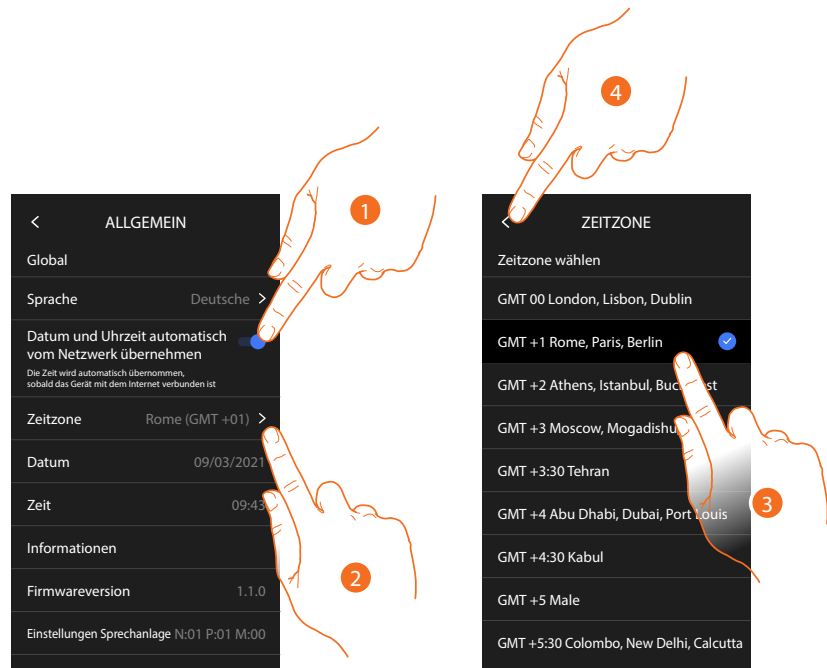 4
1
< ALLGEMEIN
Global
Sprache Deutsche >
Datum und Uhrzeit automatisch
vom Netzwerk übernehmen
Die Zeit wird automatisch übernommen,
sobald das Gerät mit dem Internet verbunden ist
Zeitzone Rome (GMT +01) >
Datum 09/03/2021
Zeit 09:43
Informationen
Firmwareversion 1.1.0
Einstellungen Sprechanlage N:01 P:01 M:00
2
< ZEITZONE
Zeitzone wählen
GMT 00 London, Lisbon, Dublin
GMT +1 Rome, Paris, Berlin
GMT +2 Athens, Istanbul,
GMT +3 Moscow, Mogadishu
GMT +3:30 Tehran
GMT +4 Abu Dhabi, Dubai, Port Louis
GMT +4:30 Kabul
GMT +5 Male
GMT +5:30 Colombo, New Delhi, Calcutta
3